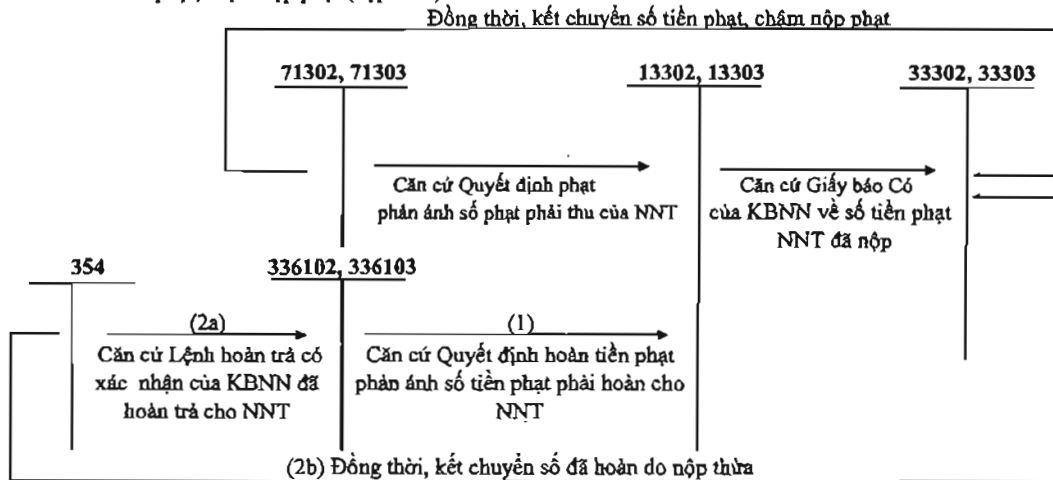 Đồng thời, kết chuyển số tiền phạt, chậm nộp phạt
71302, 71303
13302, 13303
33302, 33303
Căn cứ Quyết định phạt
phản ánh số phạt phải thu của NNT
Căn cứ Giấy báo Có
của KBNN về số tiền phạt
NNT đã nộp
354
336102, 336103
(2a)
Căn cứ Lệnh hoàn trả có
xác nhận của KBNN đã
hoàn trả cho NNT
(1)
Căn cứ Quyết định hoàn tiền phạt
phản ánh số tiền phạt phải hoàn cho
NNT
(2b) Đồng thời, kết chuyển số đã hoàn do nộp thừa